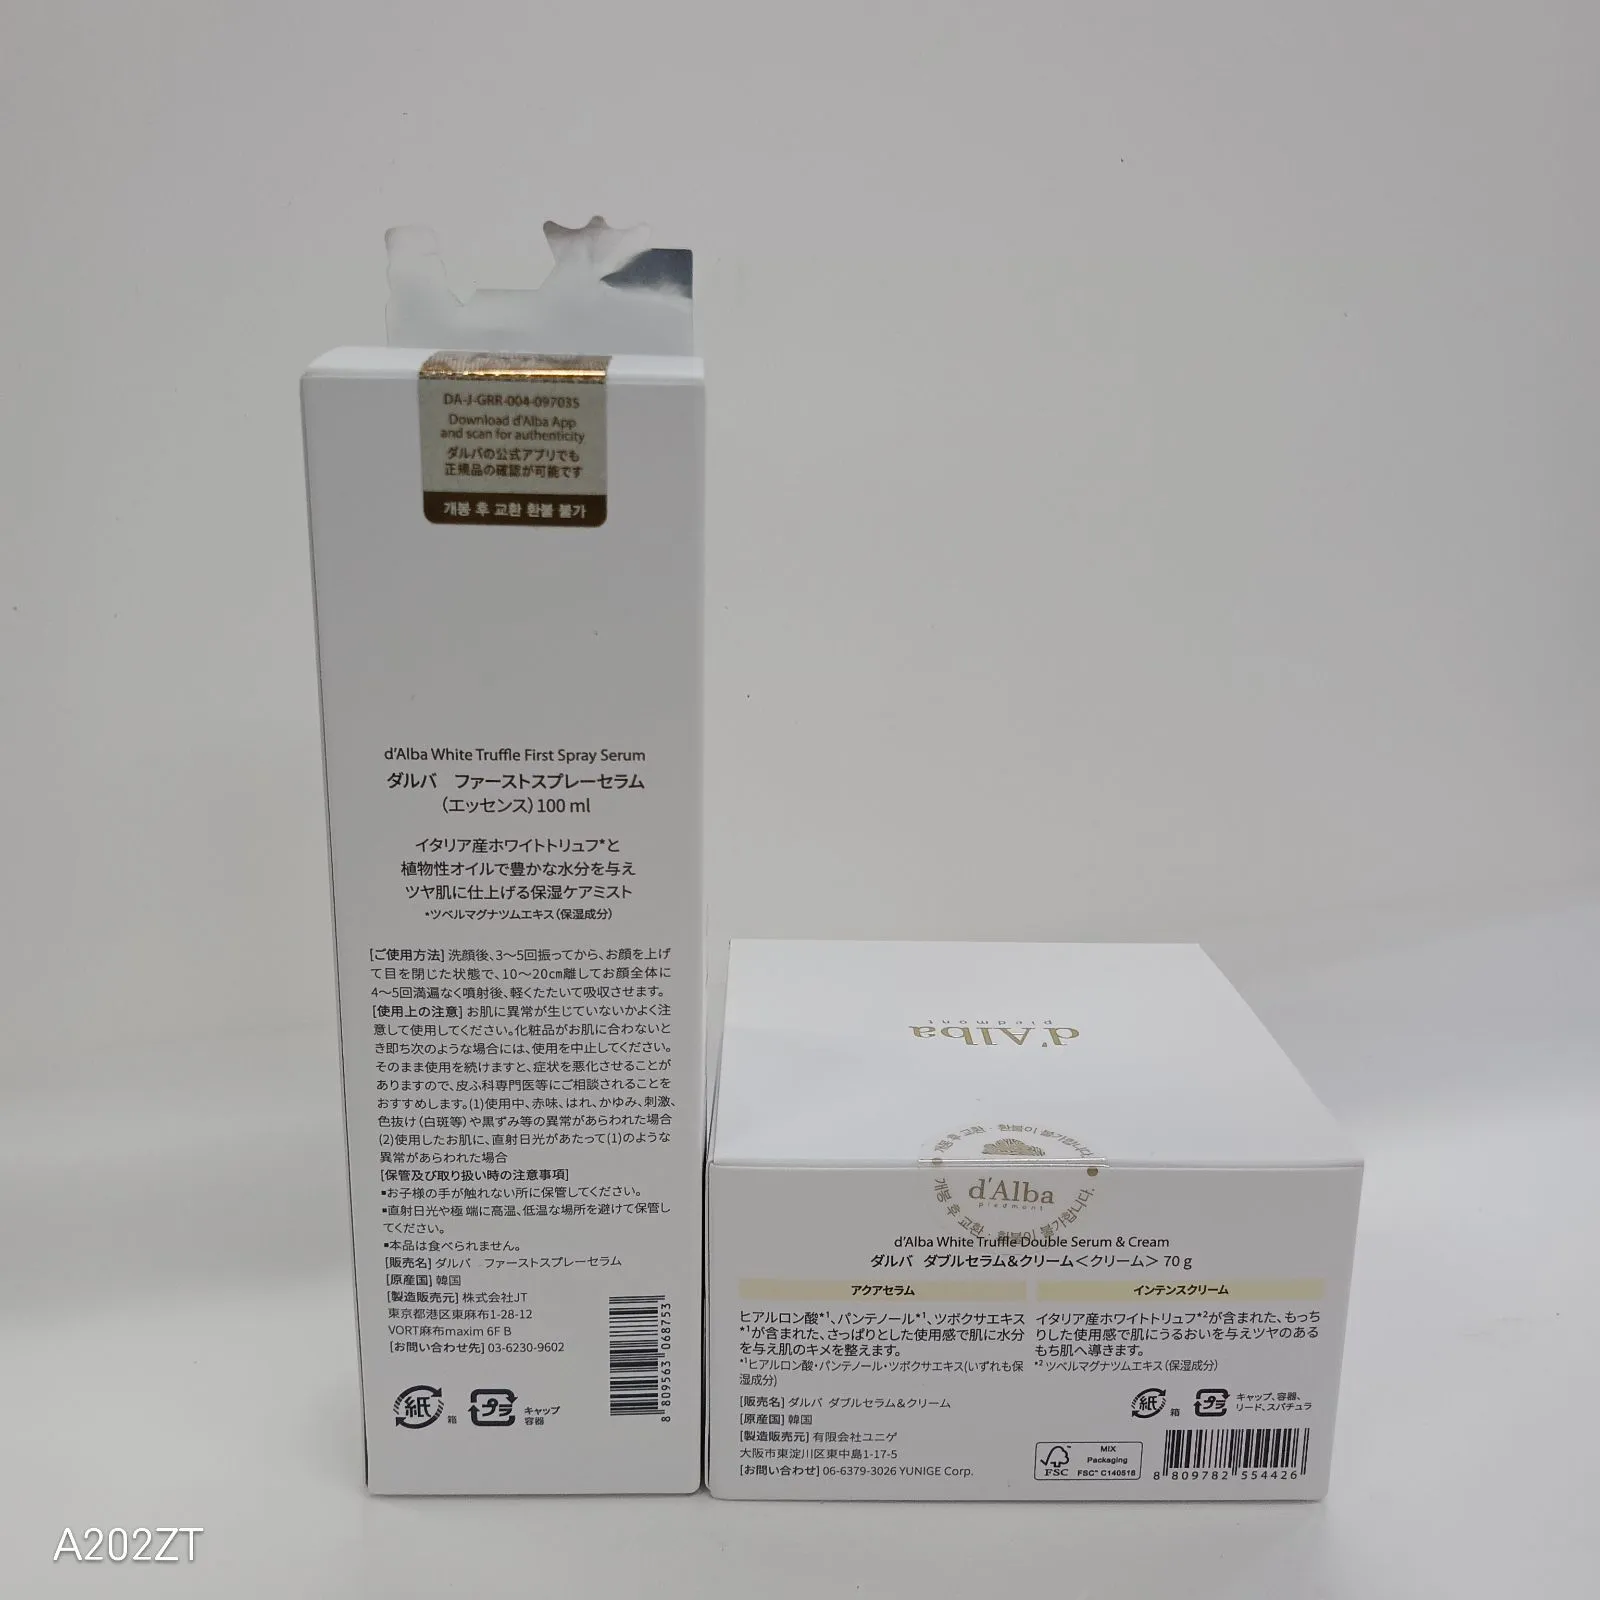 DA-J-GRR-004-097035
Download d'Alba App
and scan for authenticity
ダルバの公式アプリでも
正規品の確認が可能です
개봉 후 교환 환불 불가
d'Alba White Truffle First Spray Serum
ダルバ ファーストスプレーセラム
(エッセンス)100 ml
イタリア産ホワイトトリュフ*と
植物性オイルで豊かな水分を与え
ツヤ肌に仕上げる保湿ケアミスト
*ツベルマグナツムエキス(保湿成分)
[ご使用方法] 洗顔後、3〜5回振ってから、お顔を上げ
て目を閉じた状態で、10〜20cm離してお顔全体に
4〜5回満遍なく噴射後、軽くたたいて吸収させます。
[使用上の注意] お肌に異常が生じていないかよく注
意して使用してください。化粧品がお肌に合わないと
き即ち次のような場合には、使用を中止してください。
そのまま使用を続けますと、症状を悪化させることが
ありますので、皮ふ科専門医等にご相談されることを
おすすめします。(1)使用中、赤味、はれ、かゆみ、刺激、
色抜け(白斑等)や黒ずみ等の異常があらわれた場合
(2)使用したお肌に、直射日光があたって(1)のような
異常があらわれた場合
[保管及び取り扱い時の注意事項]
▪お子様の手が触れない所に保管してください。
▪直射日光や極端に高温、低温な場所を避けて保管し
てください。
▪本品は食べられません。
[販売名] ダルバ ファーストスプレーセラム
[原産国] 韓国
[製造販売元] 株式会社JT
東京都港区東麻布1-28-12
VORT麻布maxim 6F B
[お問い合わせ先] 03-6230-9602
紙 箱 プラ キャップ
容器
8 809563 068753
d'Alba
piedmont
개봉 후 교환 · 환불이 불가합니다.
d'Alba
piedmont
개봉 후 교환 · 환불이 불가합니다.
d'Alba White Truffle Double Serum & Cream
ダルバ ダブルセラム&クリーム<クリーム> 70 g
アクアセラム
ヒアルロン酸*1、パンテノール*1、ツボクサエキス
*1が含まれた、さっぱりとした使用感で肌に水分
を与え肌のキメを整えます。
*1ヒアルロン酸・パンテノール・ツボクサエキス(いずれも保
湿成分)
インテンスクリーム
イタリア産ホワイトトリュフ*2が含まれた、もっち
りした使用感で肌にうるおいを与えツヤのある
もち肌へ導きます。
*2 ツベルマグナツムエキス(保湿成分)
[販売名] ダルバ ダブルセラム&クリーム
[原産国] 韓国
[製造販売元] 有限会社ユニゲ
大阪市東淀川区東中島1-17-5
[お問い合わせ] 06-6379-3026 YUNIGE Corp.
紙 箱 プラ キャップ、容器、
リード、スパチュラ
FSC
MIX
Packaging
FSC™ C140518
8 809782 554426
A202ZT